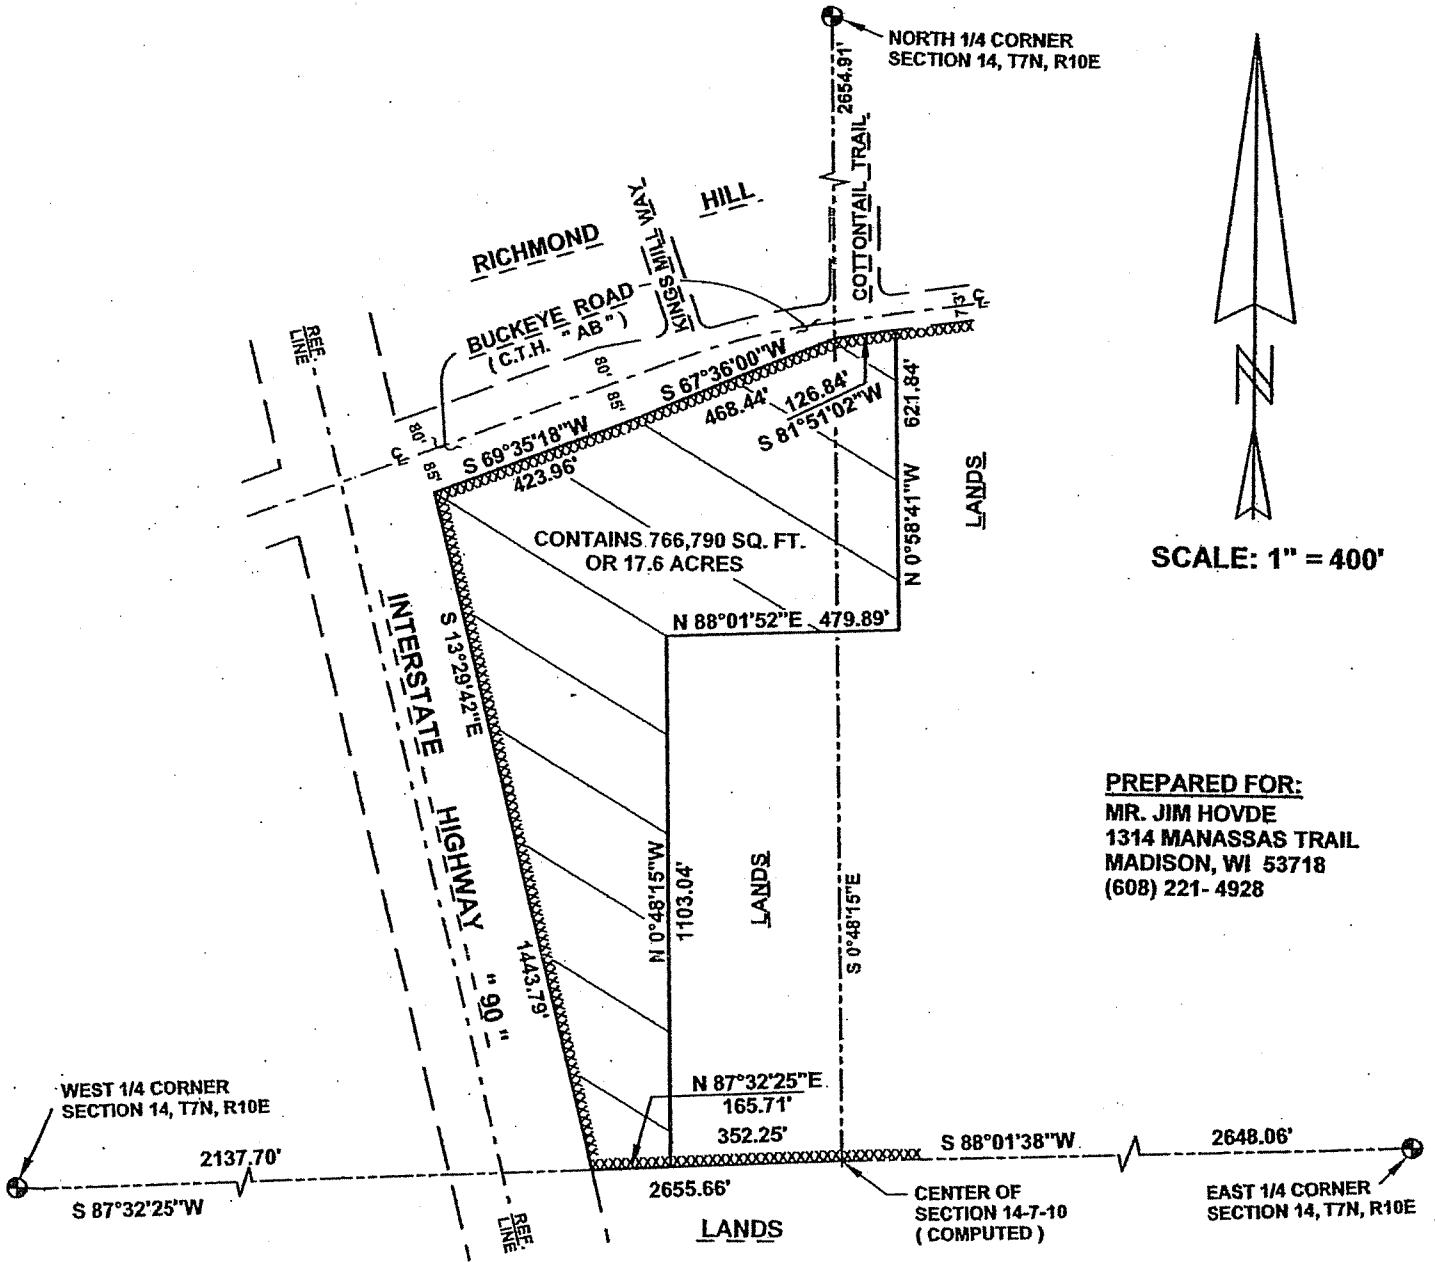 NORTH 1/4 CORNER
SECTION 14, T7N, R10E
2654.91'
COTTONTAIL TRAIL
KINGS MILL WAY
RICHMOND HILL
REF.
LINE
BUCKEYE ROAD
( C.T.H. " AB " )
C L
73'
80'
85'
S 67°36'00"W
468.44'
126.84'
S 81°51'02"W
621.84'
N 0°58'41"W
LANDS
80'
85'
C L
S 69°35'18"W
423.96'
N
SCALE: 1" = 400'
CONTAINS 766,790 SQ. FT.
OR 17.6 ACRES
N 88°01'52"E 479.89'
INTERSTATE HIGHWAY " 90 "
S 13°29'42"E
1443.79'
N 0°48'15"W
1103.04'
LANDS
S 0°48'15"E
PREPARED FOR:
MR. JIM HOVDE
1314 MANASSAS TRAIL
MADISON, WI 53718
(608) 221- 4928
WEST 1/4 CORNER
SECTION 14, T7N, R10E
2137.70'
S 87°32'25"W
N 87°32'25"E
165.71'
352.25'
2655.66'
S 88°01'38"W
2648.06'
REF.
LINE
LANDS
CENTER OF
SECTION 14-7-10
( COMPUTED )
EAST 1/4 CORNER
SECTION 14, T7N, R10E